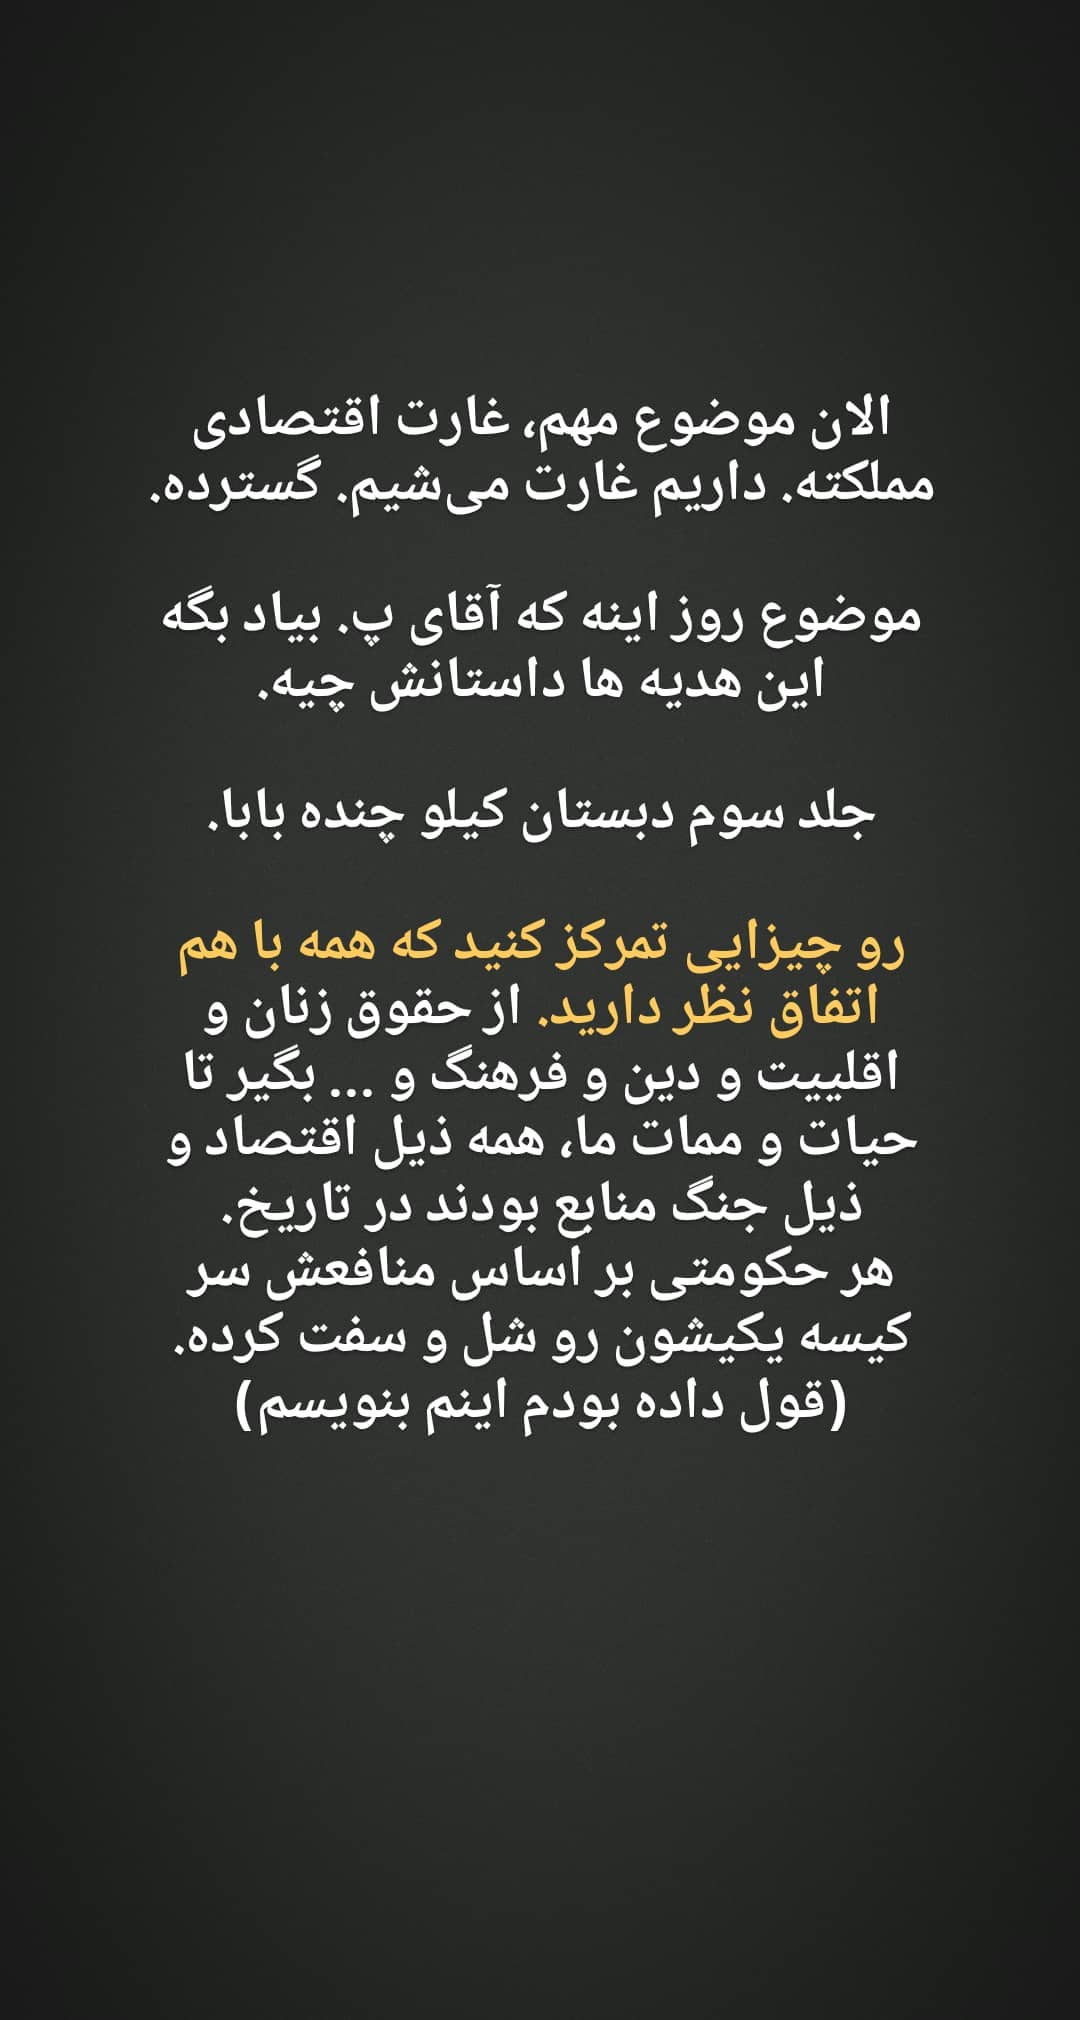 الان موضوع مهم، غارت اقتصادی
مملکته. داریم غارت می‌شیم. گسترده.
موضوع روز اینه که آقای پ. بیاد بگه
این هدیه ها داستانش چیه.
جلد سوم دبستان کیلو چنده بابا.
رو چیزایی تمرکز کنید که همه با هم
اتفاق نظر دارید. از حقوق زنان و
اقلییت و دین و فرهنگ و ... بگیر تا
حیات و ممات ما، همه ذیل اقتصاد و
ذیل جنگ منابع بودند در تاریخ.
هر حکومتی بر اساس منافعش سر
کیسه یکیشون رو شل و سفت کرده.
(قول داده بودم اینم بنویسم)